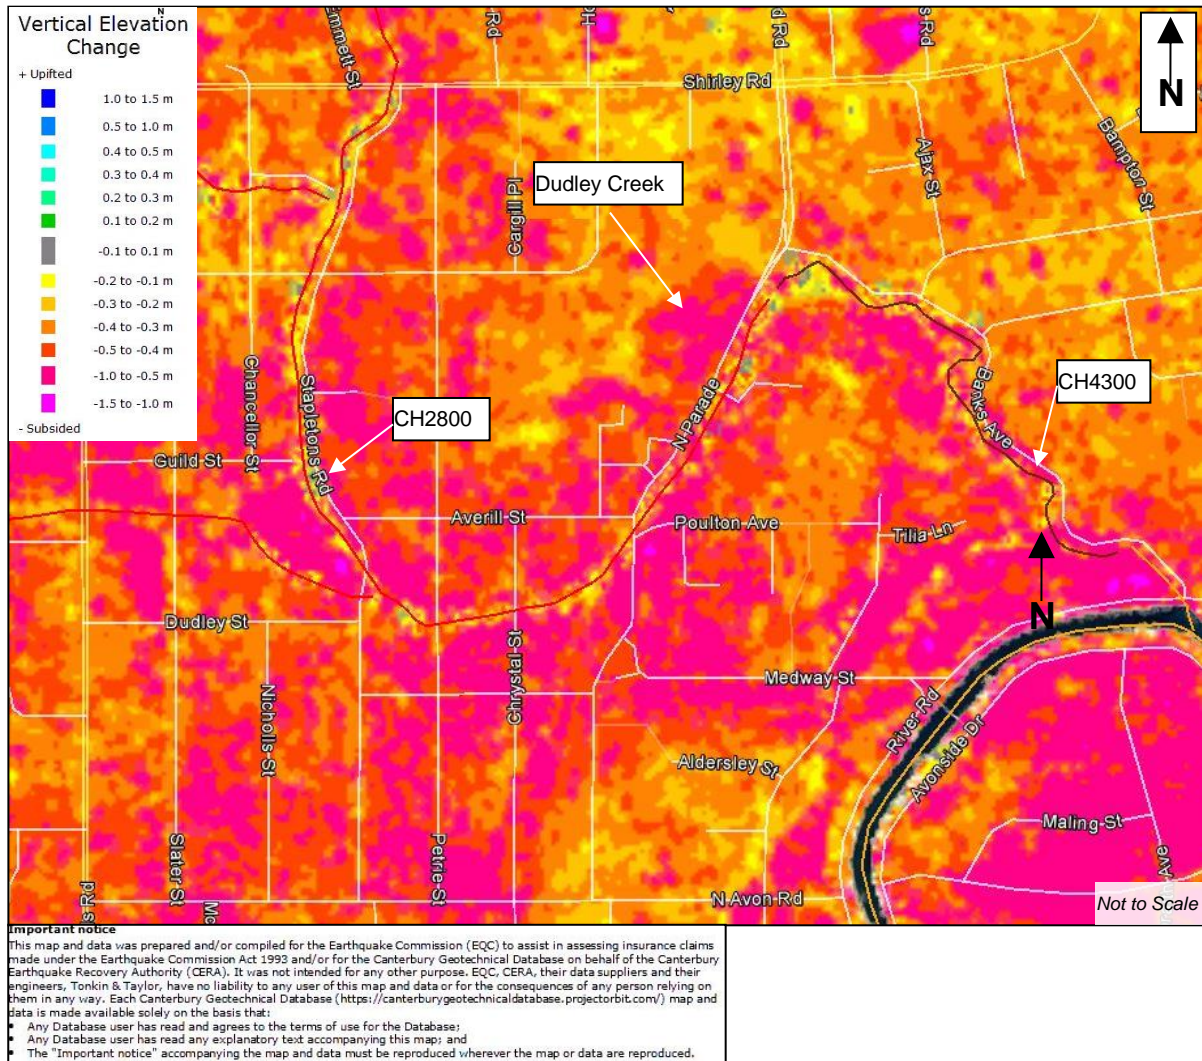 Vertical Elevation
Change
N
+ Upifted
1.0 to 1.5 m
0.5 to 1.0 m
0.4 to 0.5 m
0.3 to 0.4 m
0.2 to 0.3 m
0.1 to 0.2 m
-0.1 to 0.1 m
-0.2 to -0.1 m
-0.3 to -0.2 m
-0.4 to -0.3 m
-0.5 to -0.4 m
-1.0 to -0.5 m
-1.5 to -1.0 m
- Subsided
Emmett St
Rd
Ho
d Rd
s Rd
N
Shirley Rd
Bampton St
Ajax St
Cargill Pl
Dudley Creek
Chancellor St
Stapletons Rd
CH2800
N Parade
Banks Ave
CH4300
Guild St
Averill St
Poulton Ave
Tilia Ln
N
Dudley St
Nicholls St
Chrystal St
Medway St
River Rd
Avonside Dr
Aldersley St
Maling St
Slater St
Petrie St
N Avon Rd
s Rd
Mc
Ave
Not to Scale
Important notice
This map and data was prepared and/or compiled for the Earthquake Commission (EQC) to assist in assessing insurance claims
made under the Earthquake Commission Act 1993 and/or for the Canterbury Geotechnical Database on behalf of the Canterbury
Earthquake Recovery Authority (CERA). It was not intended for any other purpose. EQC, CERA, their data suppliers and their
engineers, Tonkin & Taylor, have no liability to any user of this map and data or for the consequences of any person relying on
them in any way. Each Canterbury Geotechnical Database (https://canterburygeotechnicaldatabase.projectorbit.com/) map and
data is made available solely on the basis that:
• Any Database user has read and agrees to the terms of use for the Database;
• Any Database user has read any explanatory text accompanying this map; and
• The "Important notice" accompanying the map and data must be reproduced wherever the map or data are reproduced.